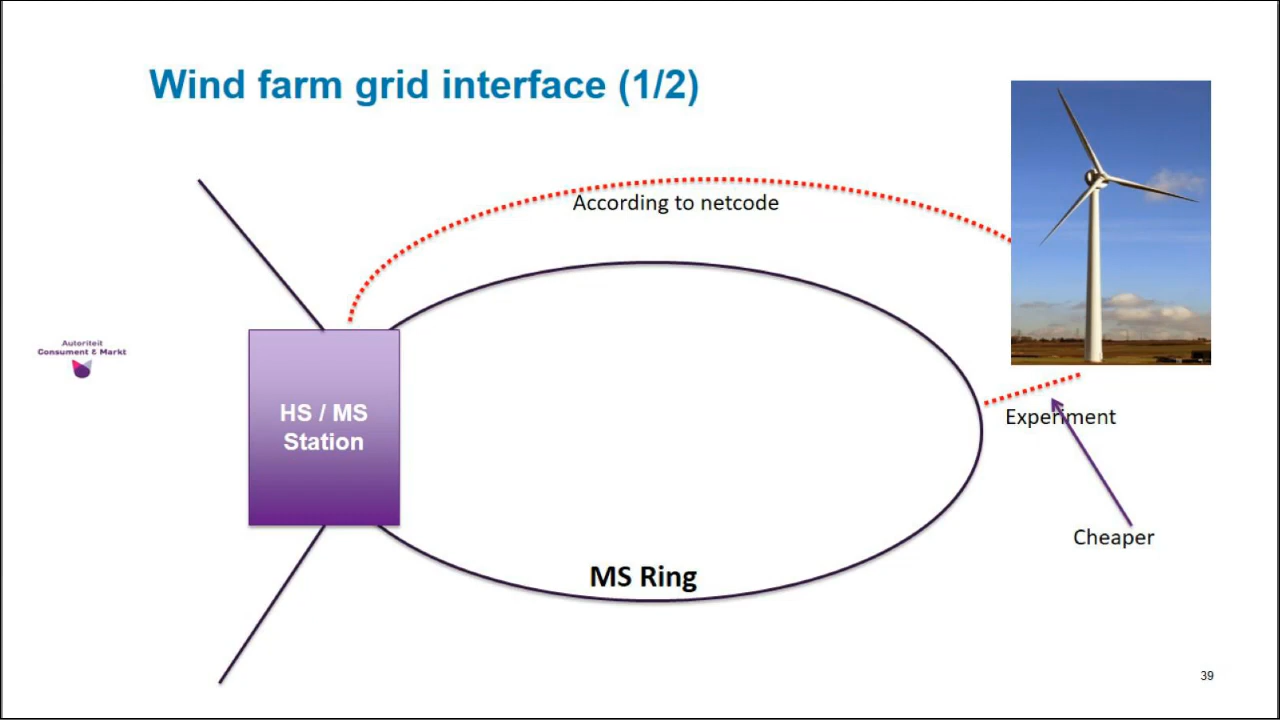 Wind farm grid interface (1/2)
According to netcode
Autoriteit
Consument & Markt
HS / MS
Station
Experiment
Cheaper
MS Ring
39